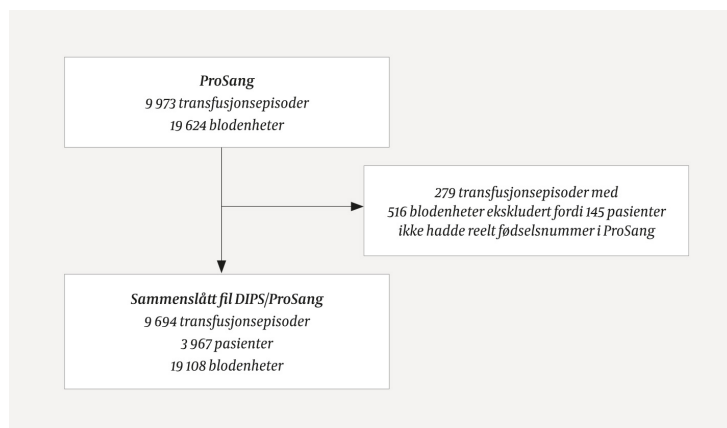 ProSang
9 973 transfusjonsepisoder
19 624 blodenheter
279 transfusjonsepisoder med
516 blodenheter ekskludert fordi 145 pasienter
ikke hadde reelt fødselsnummer i ProSang
Sammenslått fil DIPS/ProSang
9 694 transfusjonsepisoder
3 967 pasienter
19 108 blodenheter